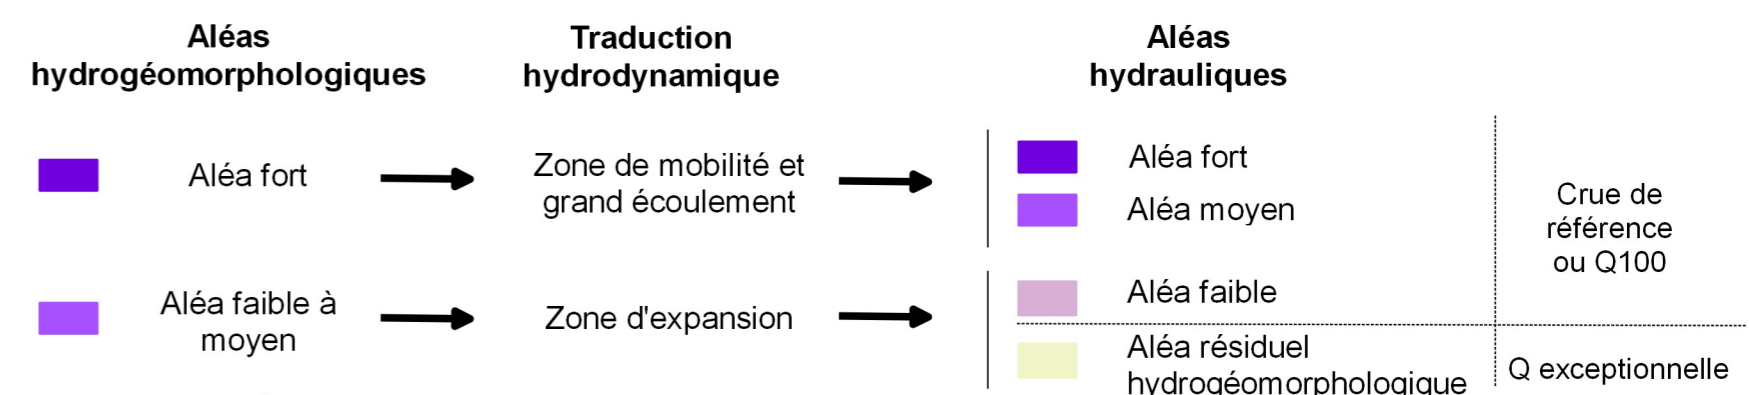 Aléas
hydrogéomorphologiques
Traduction
hydrodynamique
Aléas
hydrauliques
Aléa fort
Zone de mobilité et
grand écoulement
Aléa fort
Aléa moyen
Crue de
référence
ou Q100
Aléa faible à
moyen
Zone d'expansion
Aléa faible
Aléa résiduel
hydrogéomorphologique
Q exceptionnelle